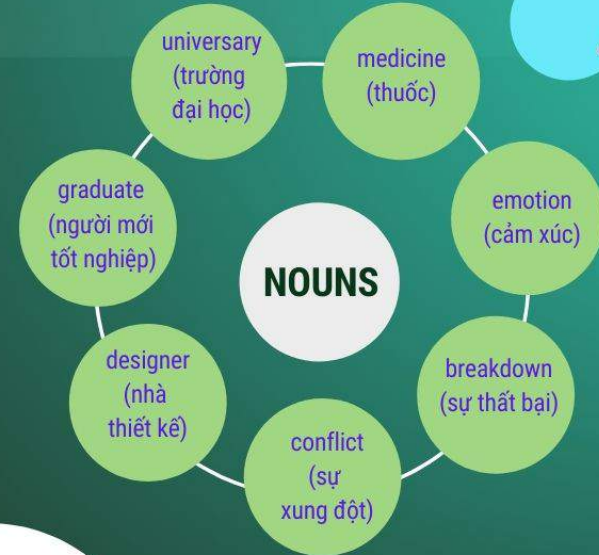 universary
(trường
đại học)
medicine
(thuốc)
emotion
(cảm xúc)
breakdown
(sự thất bại)
conflict
(sự
xung đột)
designer
(nhà
thiết kế)
graduate
(người mới
tốt nghiệp)
NOUNS